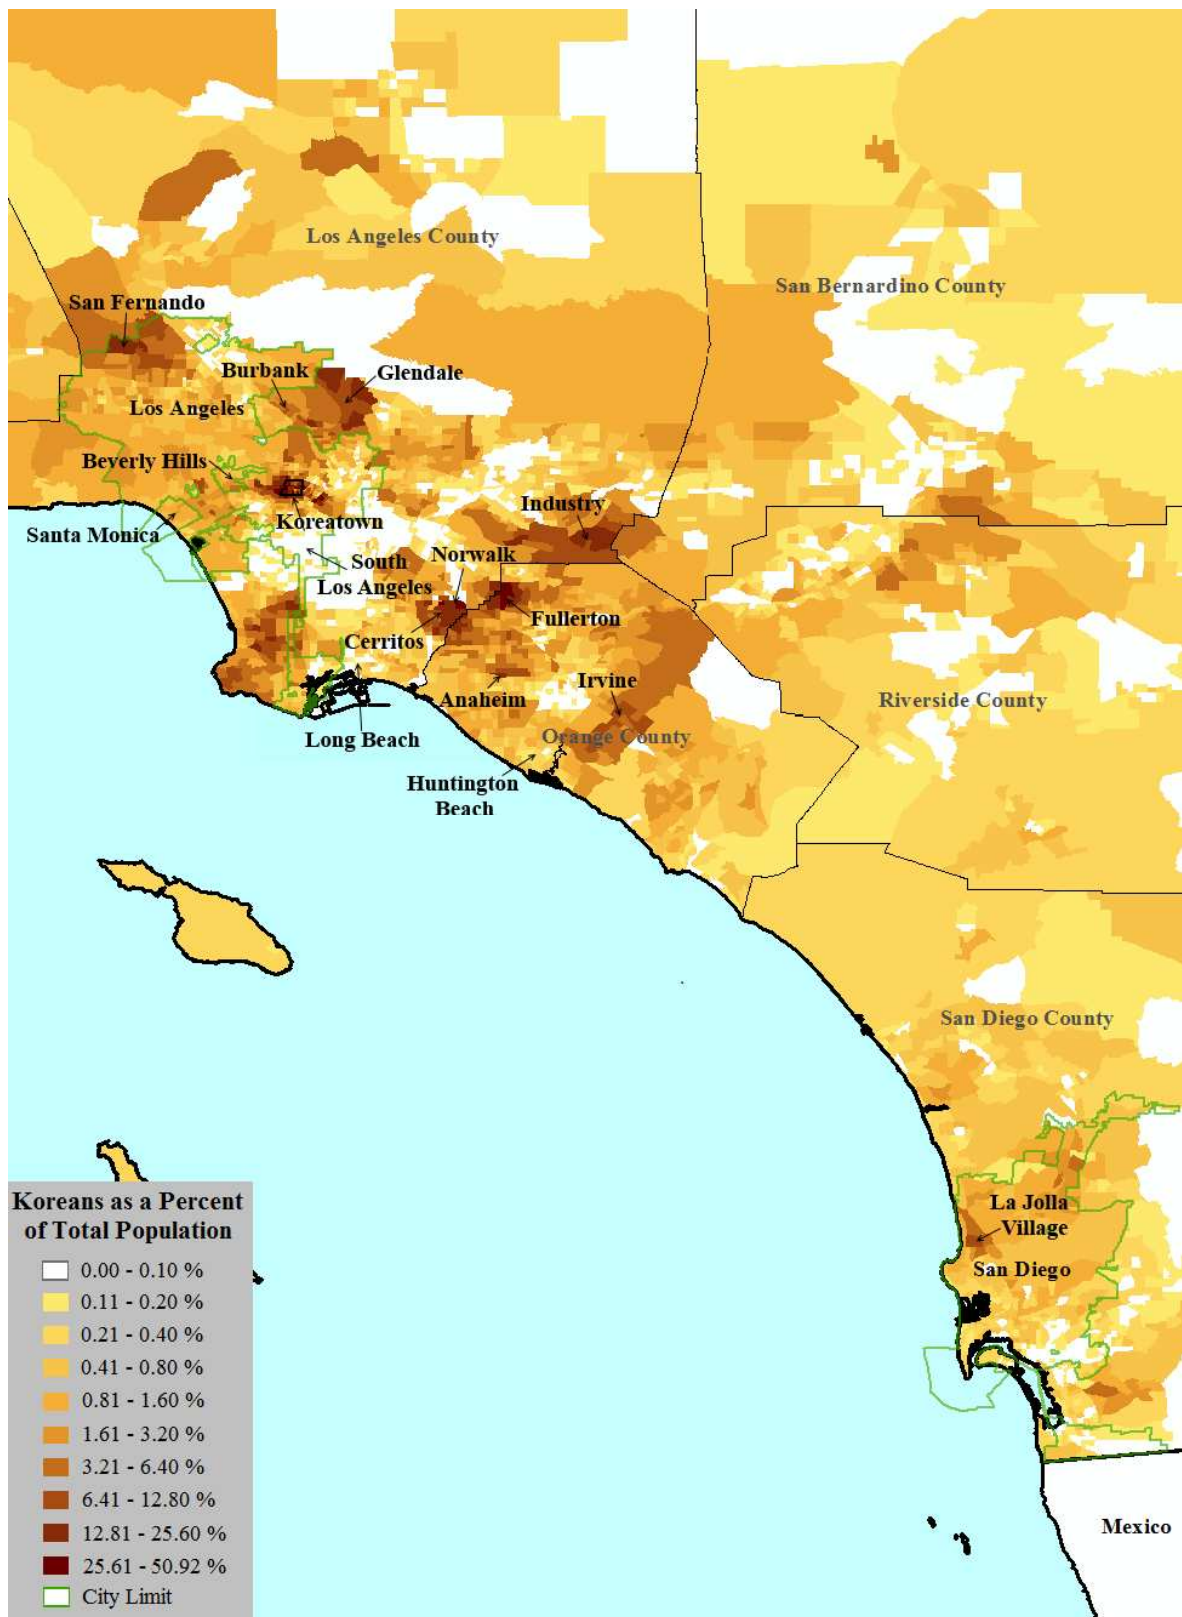 Los Angeles County
San Bernardino County
San Fernando
Burbank
Glendale
Los Angeles
Beverly Hills
Industry
Koreatown
Santa Monica
Norwalk
South
Los Angeles
Fullerton
Cerritos
Irvine
Anaheim
Riverside County
Long Beach
Orange County
Huntington
Beach
San Diego County
La Jolla
Village
San Diego
Mexico
Koreans as a Percent
of Total Population
0.00 - 0.10 %
0.11 - 0.20 %
0.21 - 0.40 %
0.41 - 0.80 %
0.81 - 1.60 %
1.61 - 3.20 %
3.21 - 6.40 %
6.41 - 12.80 %
12.81 - 25.60 %
25.61 - 50.92 %
City Limit